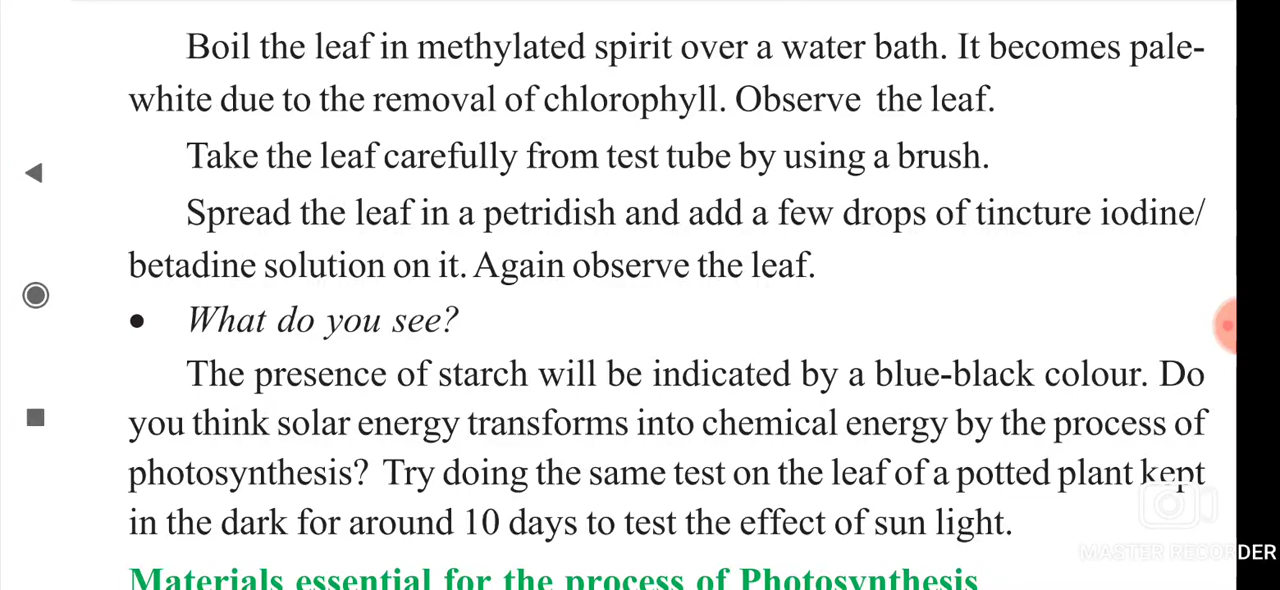 Boil the leaf in methylated spirit over a water bath. It becomes pale-
white due to the removal of chlorophyll. Observe the leaf.
Take the leaf carefully from test tube by using a brush.
Spread the leaf in a petridish and add a few drops of tincture iodine/
betadine solution on it. Again observe the leaf.
• What do you see?
The presence of starch will be indicated by a blue-black colour. Do
you think solar energy transforms into chemical energy by the process of
photosynthesis? Try doing the same test on the leaf of a potted plant kept
in the dark for around 10 days to test the effect of sun light.
MASTER RECORDER
Materials essential for the process of Photosynthesis